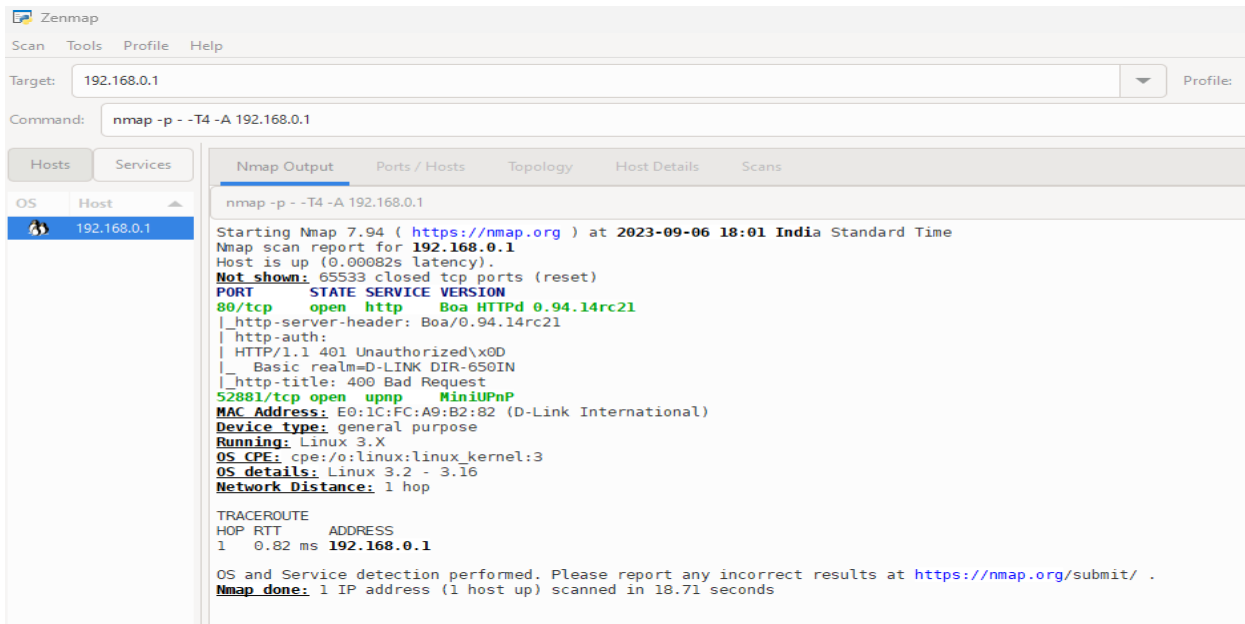 Zenmap
Scan Tools Profile Help
Target: 192.168.0.1 Profile:
Command: nmap -p - -T4 -A 192.168.0.1
Hosts Services
Nmap Output Ports / Hosts Topology Host Details Scans
OS Host
192.168.0.1
nmap -p - -T4 -A 192.168.0.1
Starting Nmap 7.94 ( https://nmap.org ) at 2023-09-06 18:01 India Standard Time
Nmap scan report for 192.168.0.1
Host is up (0.00082s latency).
Not shown: 65533 closed tcp ports (reset)
PORT STATE SERVICE VERSION
80/tcp open http Boa HTTPd 0.94.14rc21
|_http-server-header: Boa/0.94.14rc21
| http-auth:
| HTTP/1.1 401 Unauthorized\x0D
|_ Basic realm=D-LINK DIR-650IN
|_http-title: 400 Bad Request
52881/tcp open upnp MiniUPnP
MAC Address: E0:1C:FC:A9:B2:82 (D-Link International)
Device type: general purpose
Running: Linux 3.X
OS CPE: cpe:/o:linux:linux_kernel:3
OS details: Linux 3.2 - 3.16
Network Distance: 1 hop
TRACEROUTE
HOP RTT ADDRESS
1 0.82 ms 192.168.0.1
OS and Service detection performed. Please report any incorrect results at https://nmap.org/submit/ .
Nmap done: 1 IP address (1 host up) scanned in 18.71 seconds